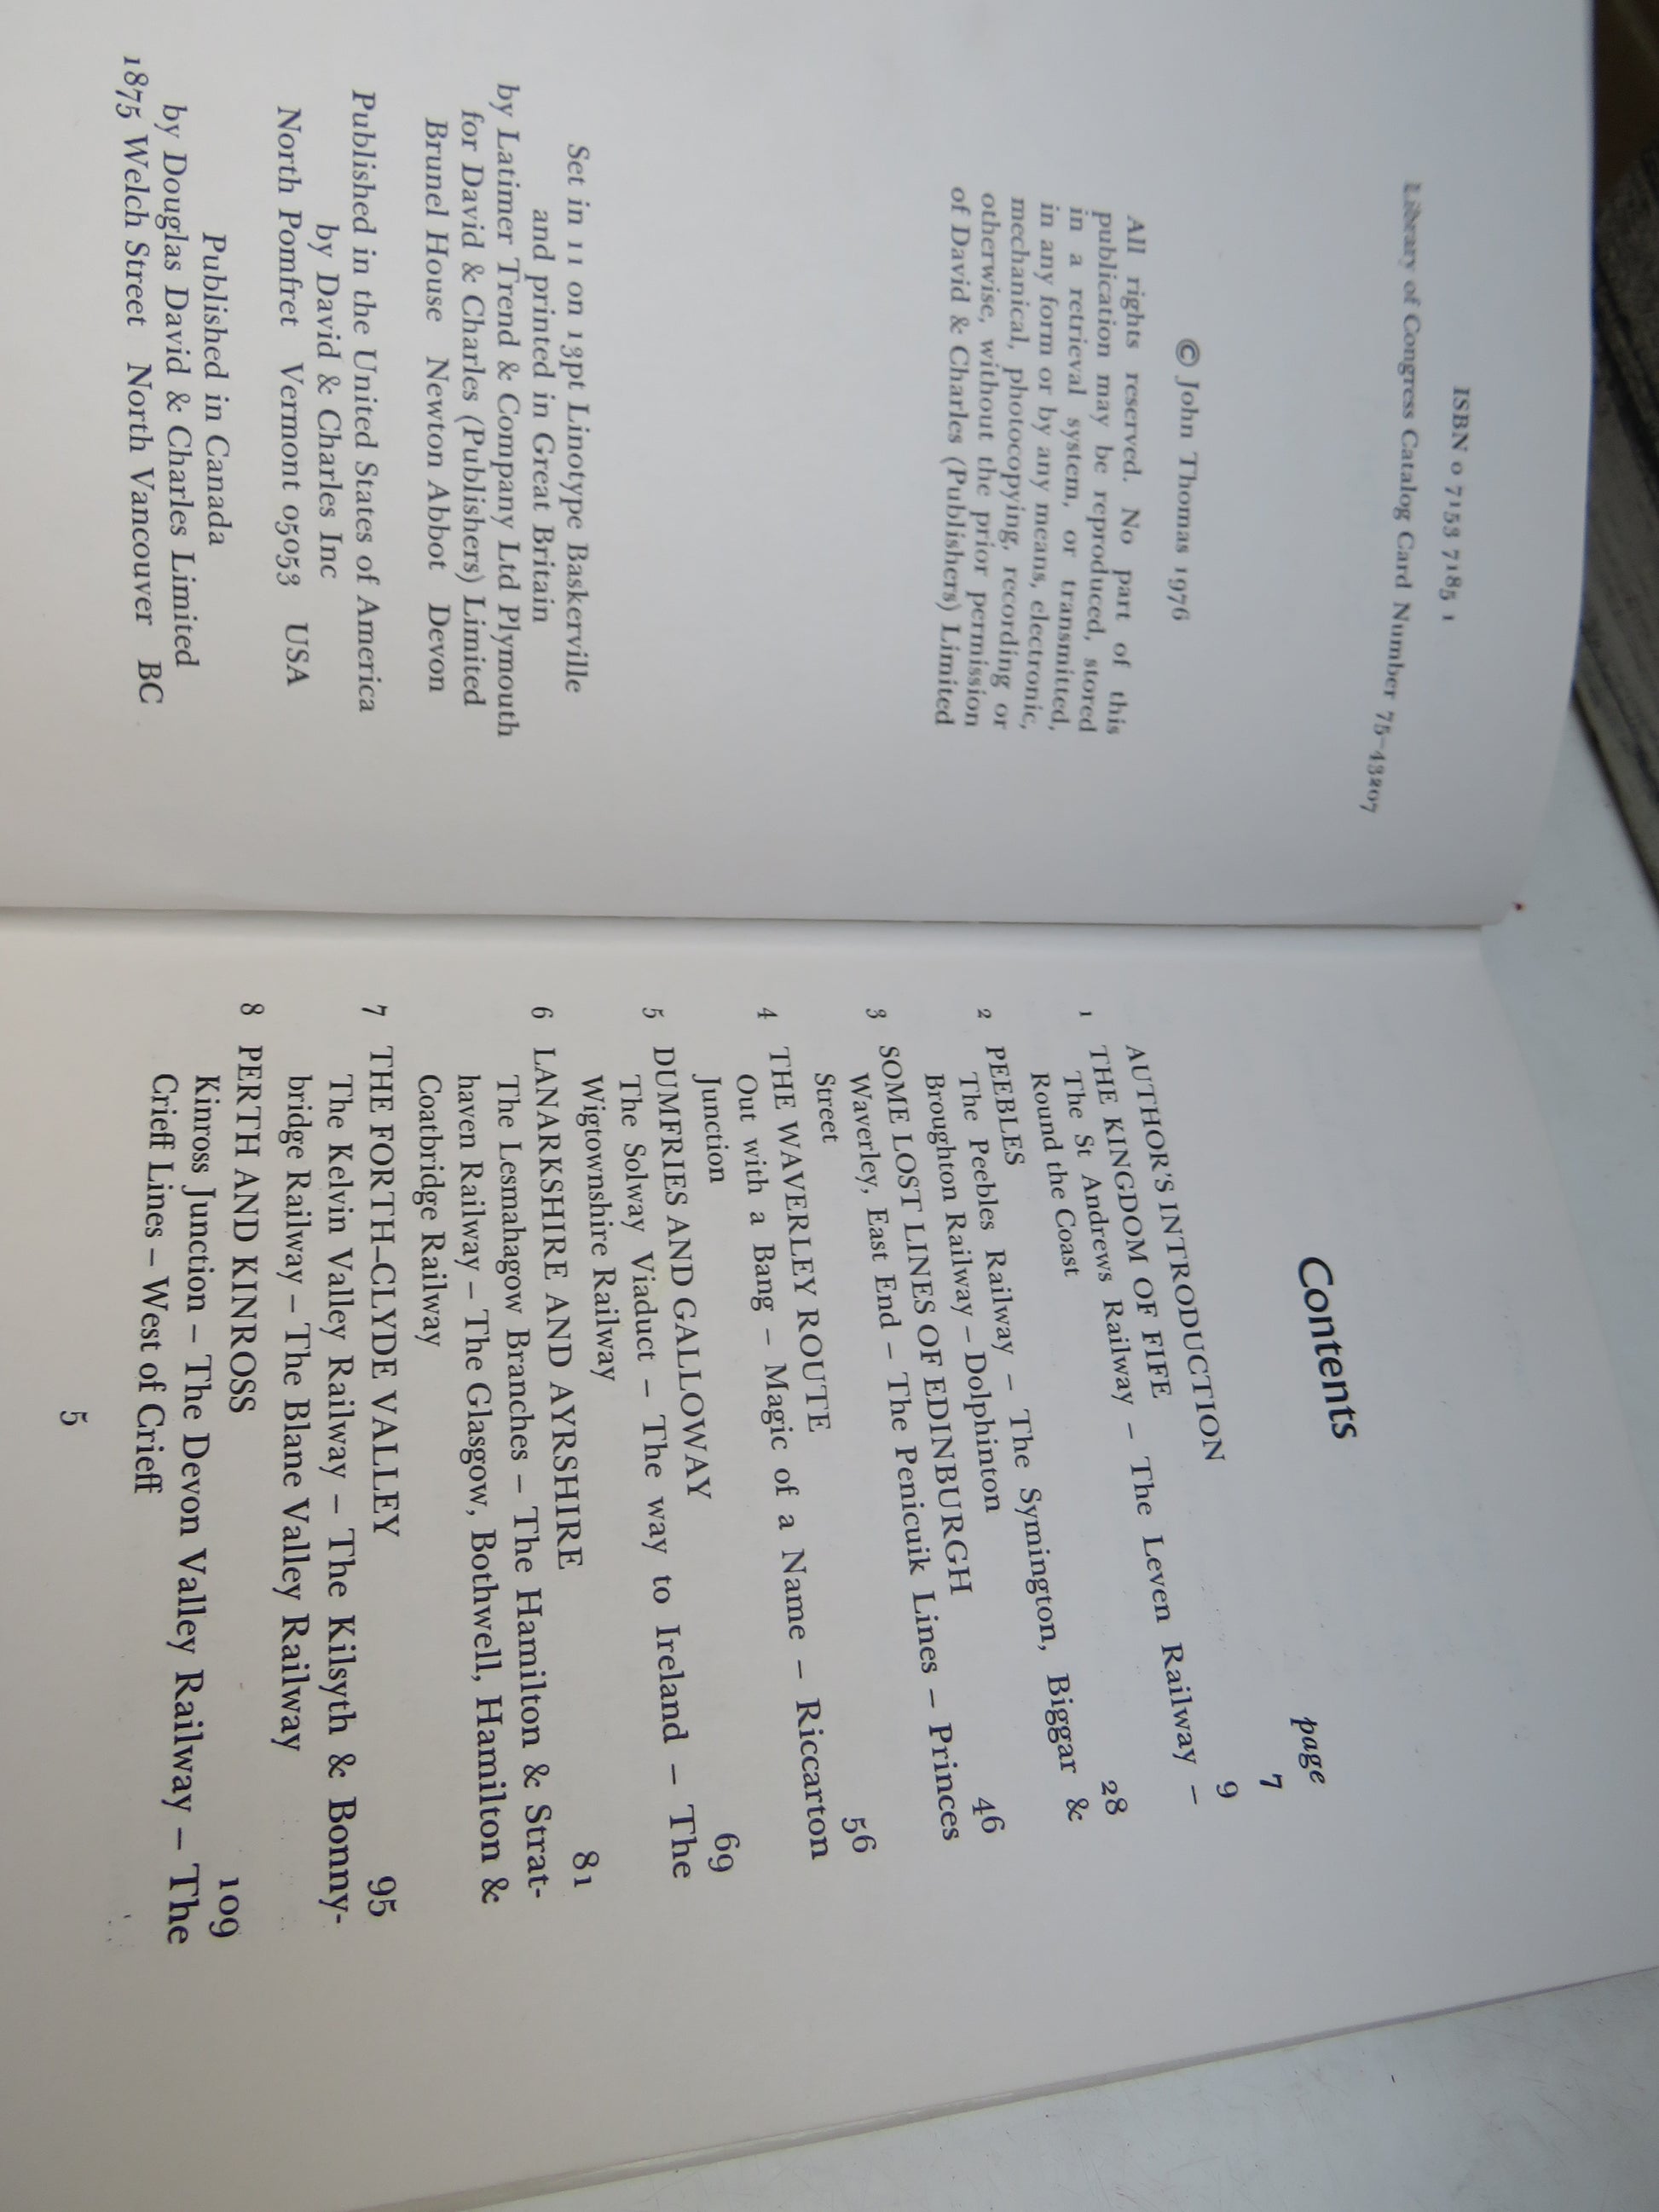 ISBN 0 7153 7185 1
Library of Congress Catalog Card Number 75-43207
© John Thomas 1976
All rights reserved. No part of this
publication may be reproduced, stored
in a retrieval system, or transmitted,
in any form or by any means, electronic,
mechanical, photocopying, recording or
otherwise, without the prior permission
of David & Charles (Publishers) Limited
Set in 11 on 13pt Linotype Baskerville
and printed in Great Britain
by Latimer Trend & Company Ltd Plymouth
for David & Charles (Publishers) Limited
Brunel House Newton Abbot Devon
Published in the United States of America
by David & Charles Inc
North Pomfret Vermont 05053 USA
Published in Canada
by Douglas David & Charles Limited
1875 Welch Street North Vancouver BC
Contents
page
AUTHOR'S INTRODUCTION 7
1 THE KINGDOM OF FIFE 9
The St Andrews Railway – The Leven Railway –
Round the Coast
2 PEEBLES 28
The Peebles Railway – The Symington, Biggar &
Broughton Railway – Dolphinton
3 SOME LOST LINES OF EDINBURGH 46
Waverley, East End – The Penicuik Lines – Princes
Street
4 THE WAVERLEY ROUTE 56
Out with a Bang – Magic of a Name – Riccarton
Junction
5 DUMFRIES AND GALLOWAY 69
The Solway Viaduct – The way to Ireland – The
Wigtownshire Railway
6 LANARKSHIRE AND AYRSHIRE 81
The Lesmahagow Branches – The Hamilton & Strat-
haven Railway – The Glasgow, Bothwell, Hamilton &
Coatbridge Railway
7 THE FORTH–CLYDE VALLEY 95
The Kelvin Valley Railway – The Kilsyth & Bonny-
bridge Railway – The Blane Valley Railway
8 PERTH AND KINROSS 109
Kinross Junction – The Devon Valley Railway – The
Crieff Lines – West of Crieff
5